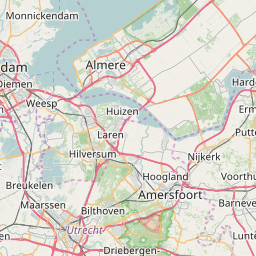 Monnickendam
dam
Almere
Diemen
Hard
Weesp
Huizen
Erm
Laren
Putte
Hilversum
Nijkerk
Hoogland
Voorthu
Breukelen
Amersfoort
Maarssen
Barneve
Bilthoven
Utrecht
Lunte
Driebergen-